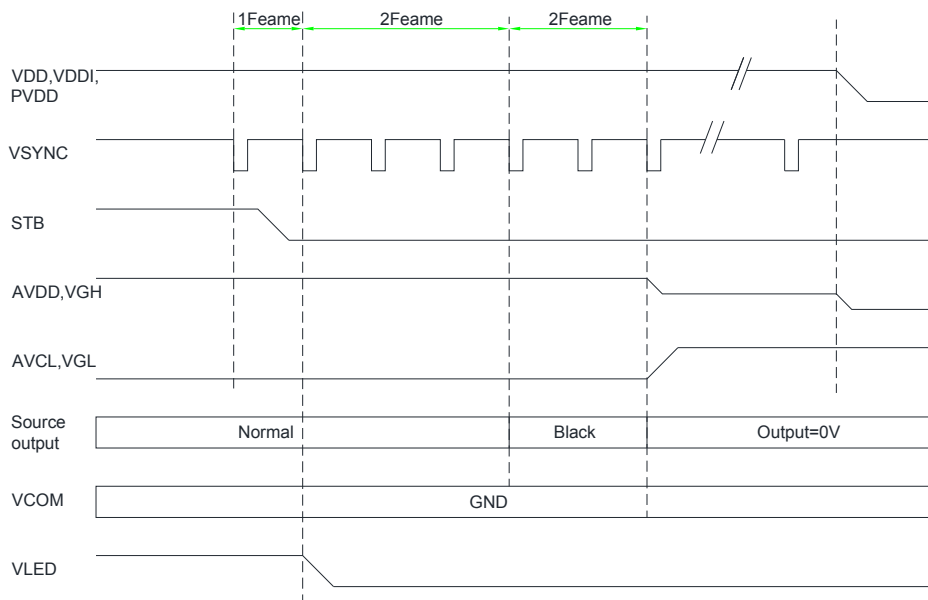 1Feame 2Feame 2Feame
VDD,VDDI,
PVDD
VSYNC
STB
AVDD,VGH
AVCL,VGL
Source
output
Normal Black Output=0V
VCOM GND
VLED